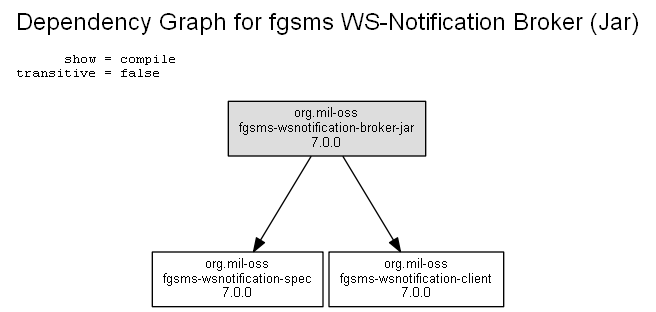 Dependency Graph for fgsms WS-Notification Broker (Jar)
show = compile
transitive = false
org.mil-oss
fgsms-wsnotification-broker-jar
7.0.0
org.mil-oss
fgsms-wsnotification-spec
7.0.0
org.mil-oss
fgsms-wsnotification-client
7.0.0